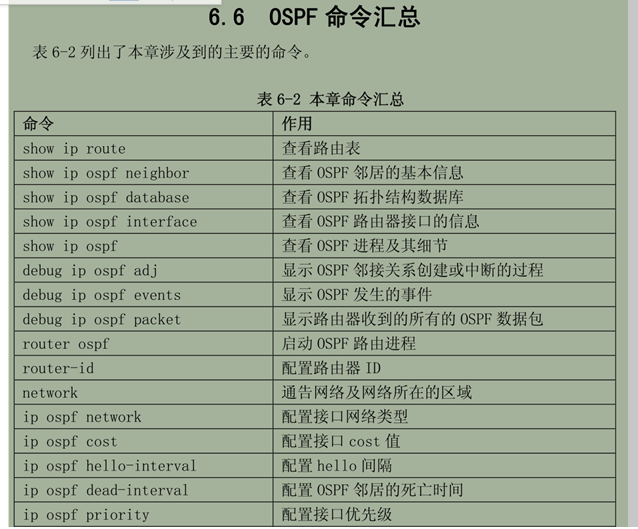 6.6 OSPF 命令汇总
表 6-2 列出了本章涉及到的主要的命令。
表 6-2 本章命令汇总
命令 作用
show ip route 查看路由表
show ip ospf neighbor 查看 OSPF 邻居的基本信息
show ip ospf database 查看 OSPF 拓扑结构数据库
show ip ospf interface 查看 OSPF 路由器接口的信息
show ip ospf 查看 OSPF 进程及其细节
debug ip ospf adj 显示 OSPF 邻接关系创建或中断的过程
debug ip ospf events 显示 OSPF 发生的事件
debug ip ospf packet 显示路由器收到的所有的 OSPF 数据包
router ospf 启动 OSPF 路由进程
router-id 配置路由器 ID
network 通告网络及网络所在的区域
ip ospf network 配置接口网络类型
ip ospf cost 配置接口 cost 值
ip ospf hello-interval 配置 hello 间隔
ip ospf dead-interval 配置 OSPF 邻居的死亡时间
ip ospf priority 配置接口优先级